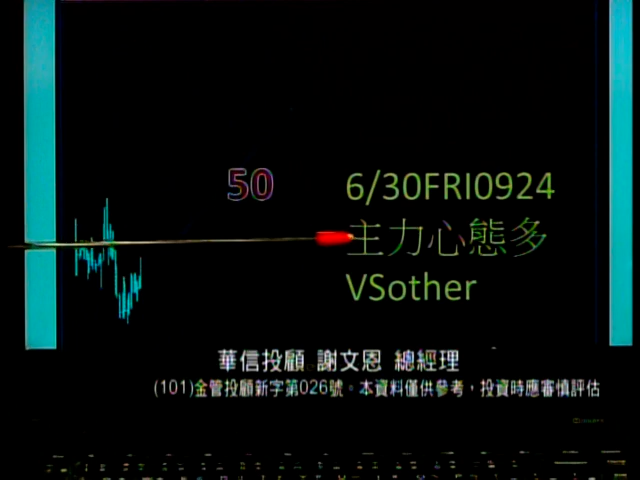 50
6/30FRI0924
主力心態多
VSother
華信投顧 謝文恩 總經理
(101)金管投顧新字第026號。本資料僅供參考，投資時應審慎評估